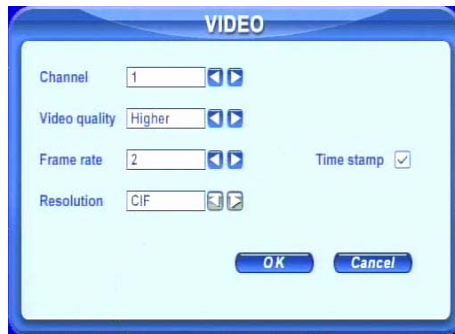 VIDEO
Channel 1
Video quality Higher
Frame rate 2 Time stamp
Resolution CIF
OK Cancel